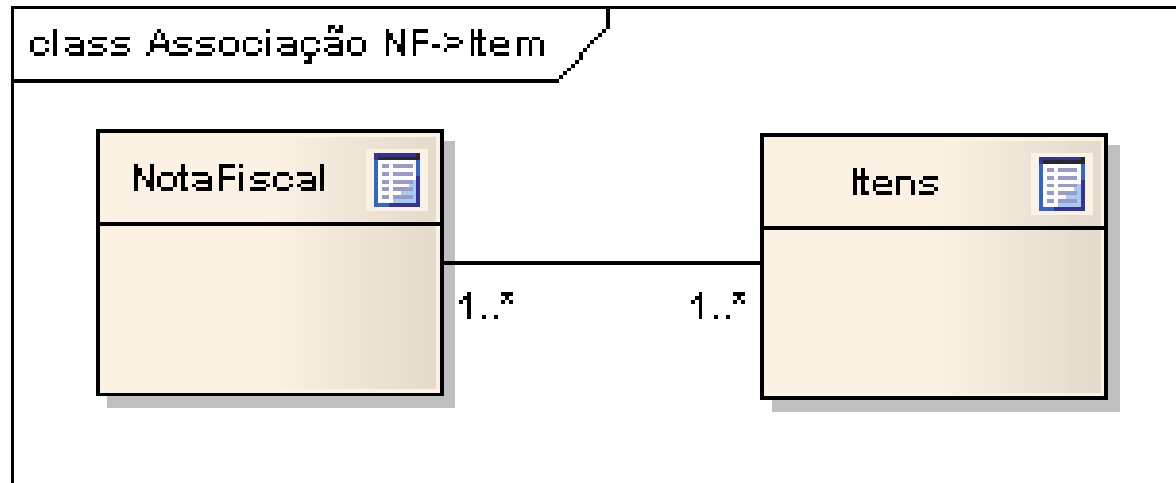 class Associação NF->Item
NotaFiscal
Itens
1..*
1..*